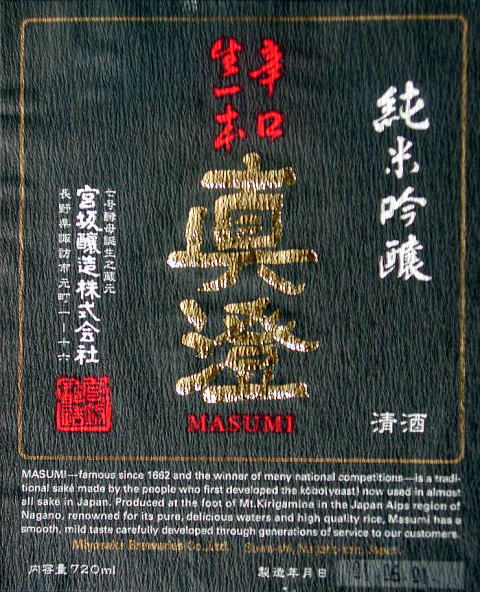 辛口
生一本
純米吟醸
眞澄
MASUMI
清酒
七号酵母誕生之蔵元
宮坂醸造株式会社
長野県諏訪市元町一ー十六
MASUMI—famous since 1662 and the winner of many national competitions—is a tradi-
tional saké made by the people who first developed the kobo(yeast) now used in almost
all sake in Japan. Produced at the foot of Mt.Kirigamine in the Japan Alps region of
Nagano, renowned for its pure, delicious waters and high quality rice, Masumi has a
smooth, mild taste carefully developed through generations of service to our customers.
Miyasaka Breweries Co.,Ltd. Suwa-shi, Nagano-ken Japan.
内容量720ml
製造年月日